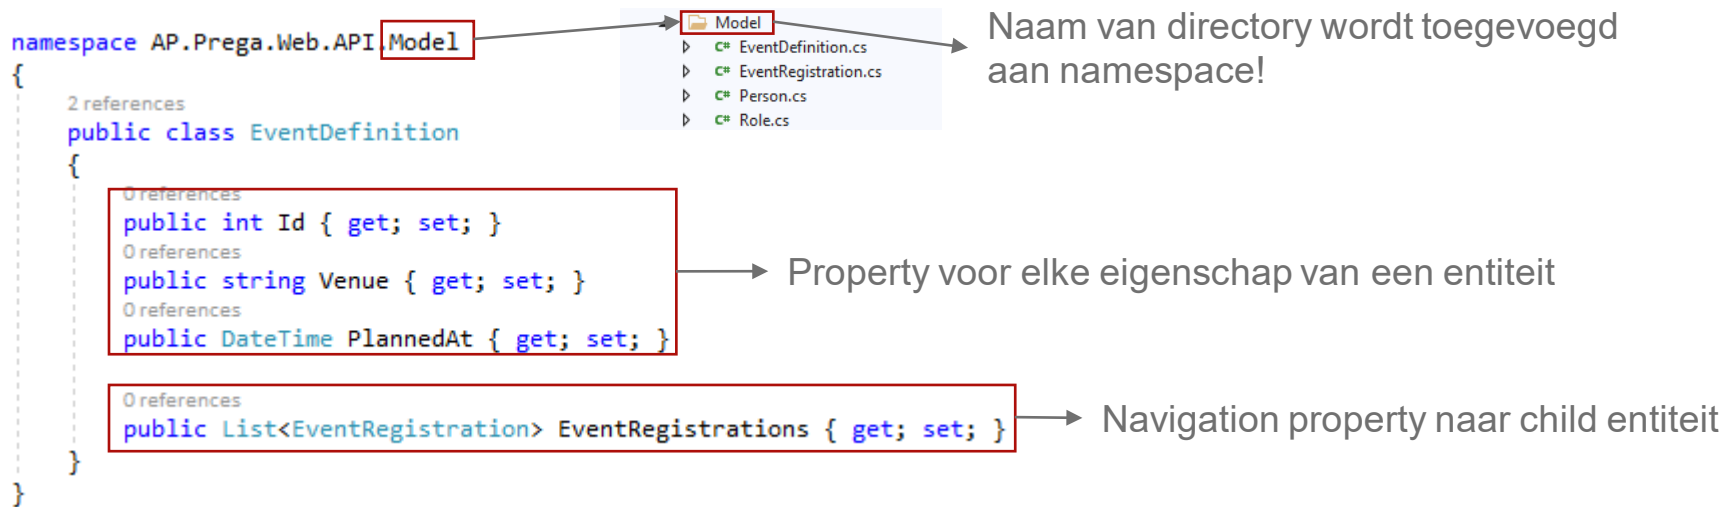 namespace AP.Prega.Web.API.Model
{
2 references
public class EventDefinition
{
0 references
public int Id { get; set; }
0 references
public string Venue { get; set; }
0 references
public DateTime PlannedAt { get; set; }
0 references
public List<EventRegistration> EventRegistrations { get; set; }
}
}
Model
C# EventDefinition.cs
C# EventRegistration.cs
C# Person.cs
C# Role.cs
Naam van directory wordt toegevoegd
aan namespace!
Property voor elke eigenschap van een entiteit
Navigation property naar child entiteit